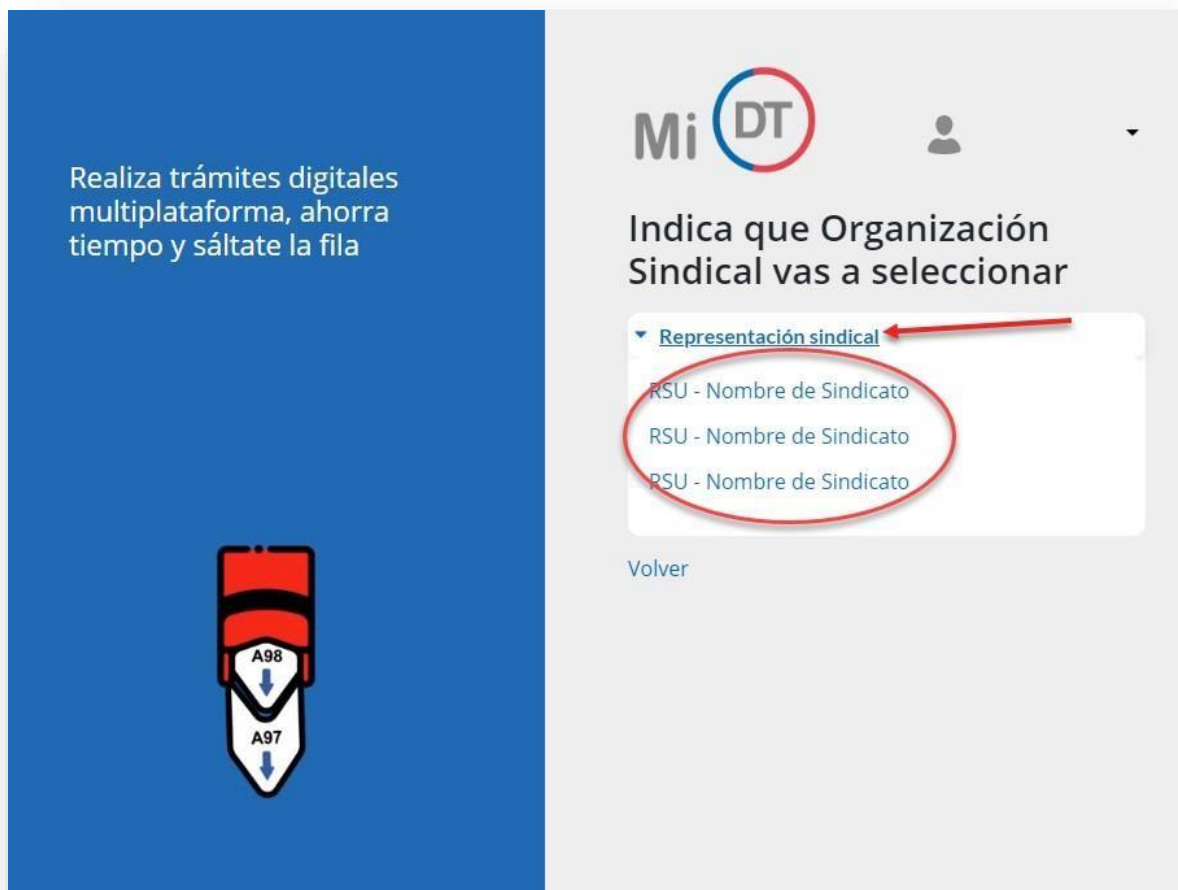 Realiza trámites digitales
multiplataforma, ahorra
tiempo y sáltate la fila
A98
A97
Mi DT
Indica que Organización
Sindical vas a seleccionar
Representación sindical
RSU - Nombre de Sindicato
RSU - Nombre de Sindicato
RSU - Nombre de Sindicato
Volver